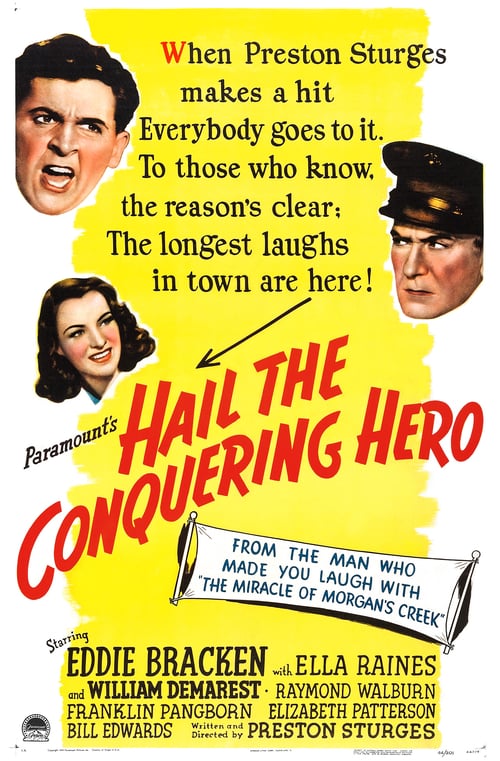 When Preston Sturges
makes a hit
Everybody goes to it.
To those who know,
the reason's clear;
The longest laughs
in town are here!
Paramount's
HAIL THE
CONQUERING HERO
FROM THE MAN WHO
MADE YOU LAUGH WITH
"THE MIRACLE OF MORGAN'S CREEK"
Starring
EDDIE BRACKEN with ELLA RAINES
and WILLIAM DEMAREST · RAYMOND WALBURN
FRANKLIN PANGBORN ELIZABETH PATTERSON
BILL EDWARDS Written and Directed by PRESTON STURGES